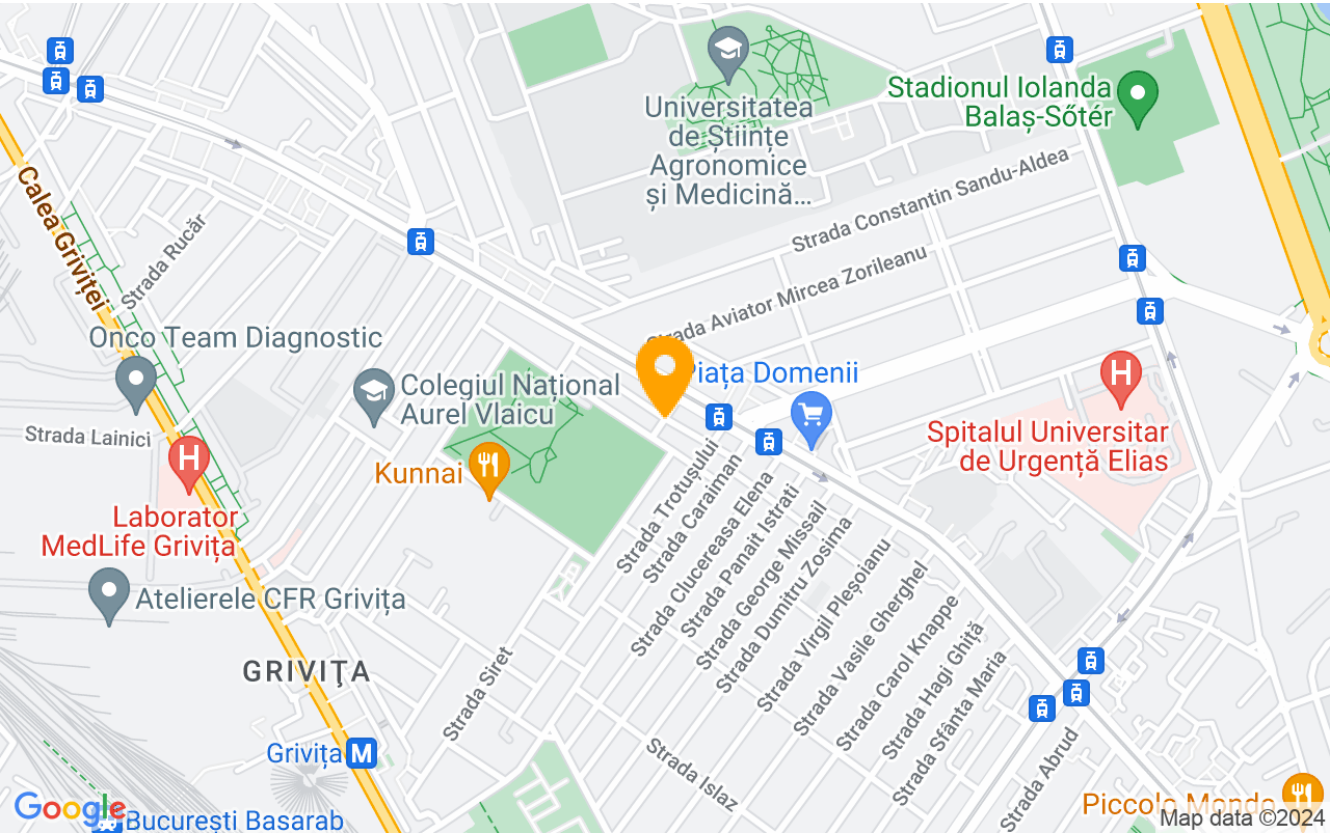 Stadionul Iolanda
Balaș-Sőtér
Universitatea
de Științe
Agronomice
și Medicină...
Strada Constantin Sandu-Aldea
Calea Griviței
Strada Rucăr
Strada Aviator Mircea Zorileanu
Onco Team Diagnostic
Piața Domenii
Colegiul Național
Aurel Vlaicu
Strada Lainici
H
Spitalul Universitar
de Urgență Elias
H
Kunnai
Laborator
MedLife Grivița
Strada Trotușului
Strada Caraiman
Strada Clucereasa Elena
Strada Panait Istrati
Strada George Missail
Strada Dumitru Zosima
Strada Virgil Pleșoianu
Strada Vasile Gherghel
Strada Carol Knappe
Strada Hagi Ghiță
Strada Sfânta Maria
Atelierele CFR Grivița
GRIVIŢA
Strada Siret
Grivița M
Strada Islaz
Strada Abrud
Piccolo Mondo
Google
București Basarab
Map data ©2024